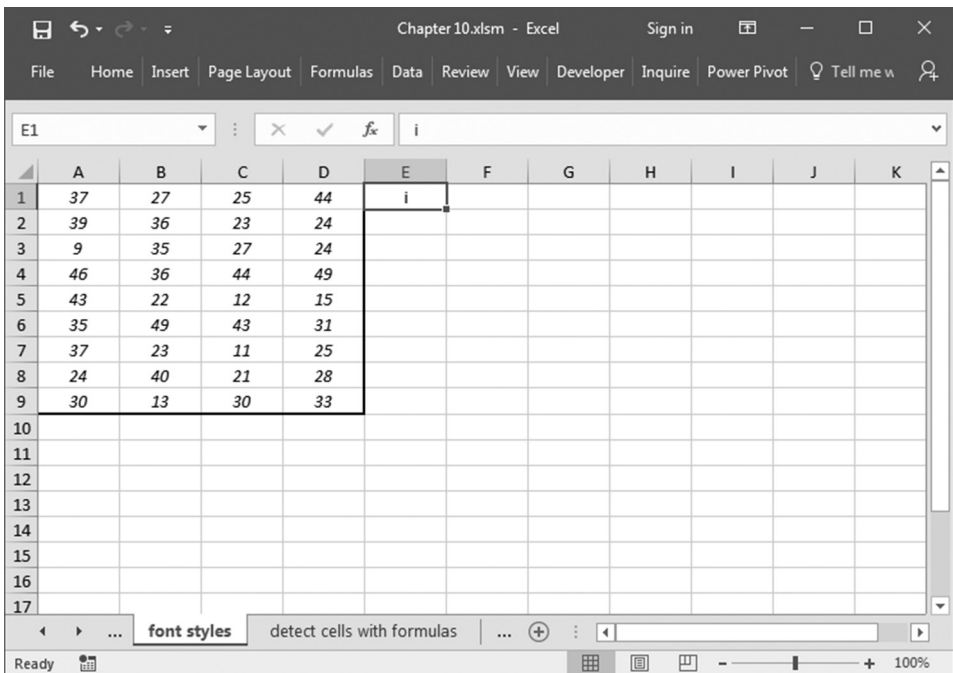 Chapter 10.xlsm - Excel Sign in
File Home Insert Page Layout Formulas Data Review View Developer Inquire Power Pivot Tell me w
E1 fx i
A B C D E F G H I J K
1 37 27 25 44 i
2 39 36 23 24
3 9 35 27 24
4 46 36 44 49
5 43 22 12 15
6 35 49 43 31
7 37 23 11 25
8 24 40 21 28
9 30 13 30 33
10
11
12
13
14
15
16
17
... font styles detect cells with formulas ...
Ready 100%